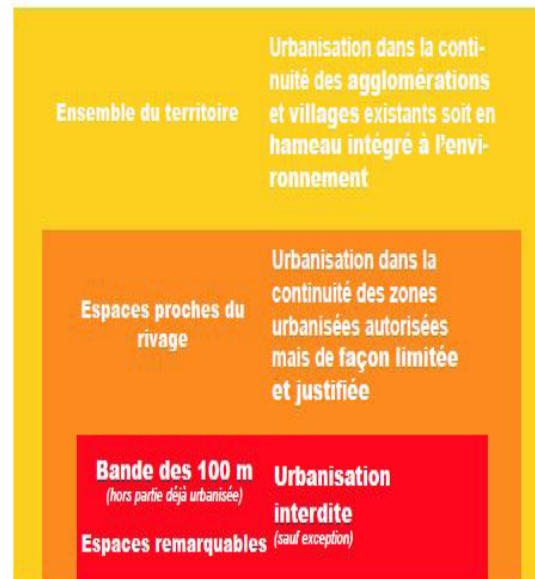 Ensemble du territoire
Urbanisation dans la conti-
nuité des agglomérations
et villages existants soit en
hameau intégré à l'envi-
ronnement
Espaces proches du
rivage
Urbanisation dans la
continuité des zones
urbanisées autorisées
mais de façon limitée
et justifiée
Bande des 100 m
(hors partie déjà urbanisée)
Espaces remarquables
Urbanisation
interdite
(sauf exception)